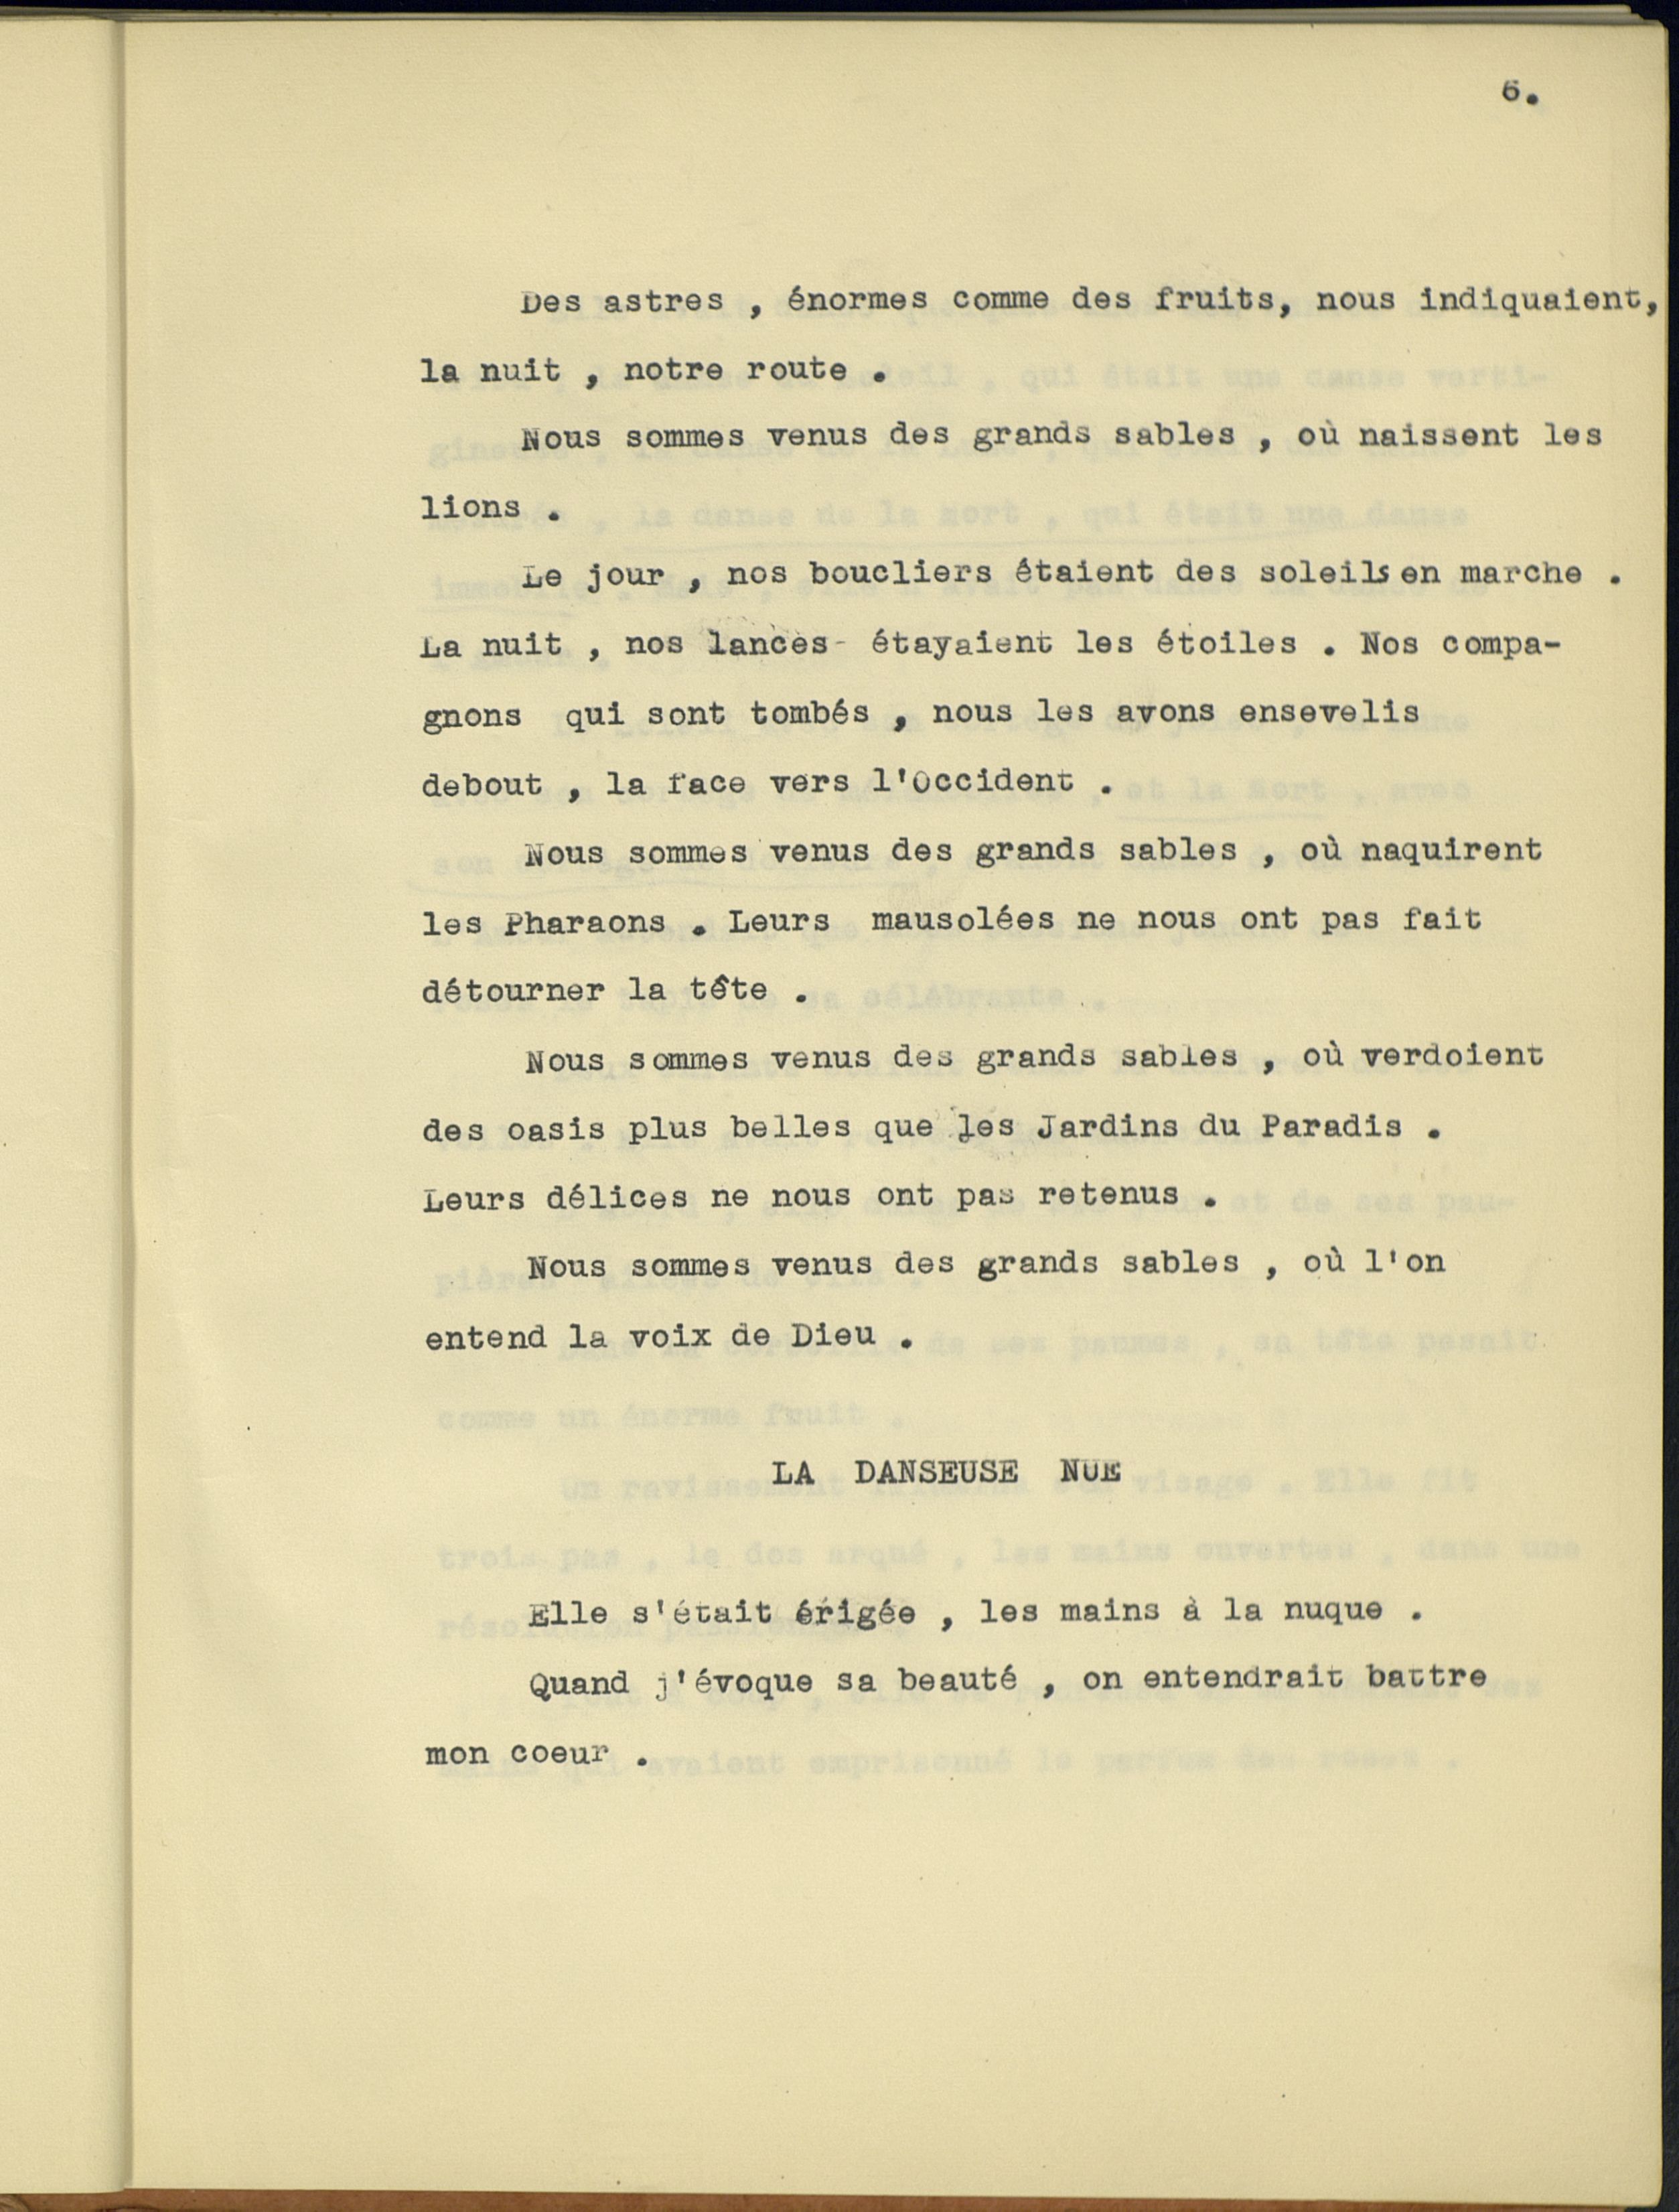 6.
Des astres , énormes comme des fruits, nous indiquaient,
la nuit , notre route .
Nous sommes venus des grands sables , où naissent les
lions .
Le jour , nos boucliers étaient des soleils en marche .
La nuit , nos lances étayaient les étoiles . Nos compa-
gnons qui sont tombés , nous les avons ensevelis
debout , la face vers l'Occident .
Nous sommes venus des grands sables , où naquirent
les Pharaons . Leurs mausolées ne nous ont pas fait
détourner la tête .
Nous sommes venus des grands sables , où verdoient
des oasis plus belles que les Jardins du Paradis .
Leurs délices ne nous ont pas retenus .
Nous sommes venus des grands sables , où l'on
entend la voix de Dieu .
LA DANSEUSE NUE
Elle s'était érigée , les mains à la nuque .
Quand j'évoque sa beauté , on entendrait battre
mon coeur .